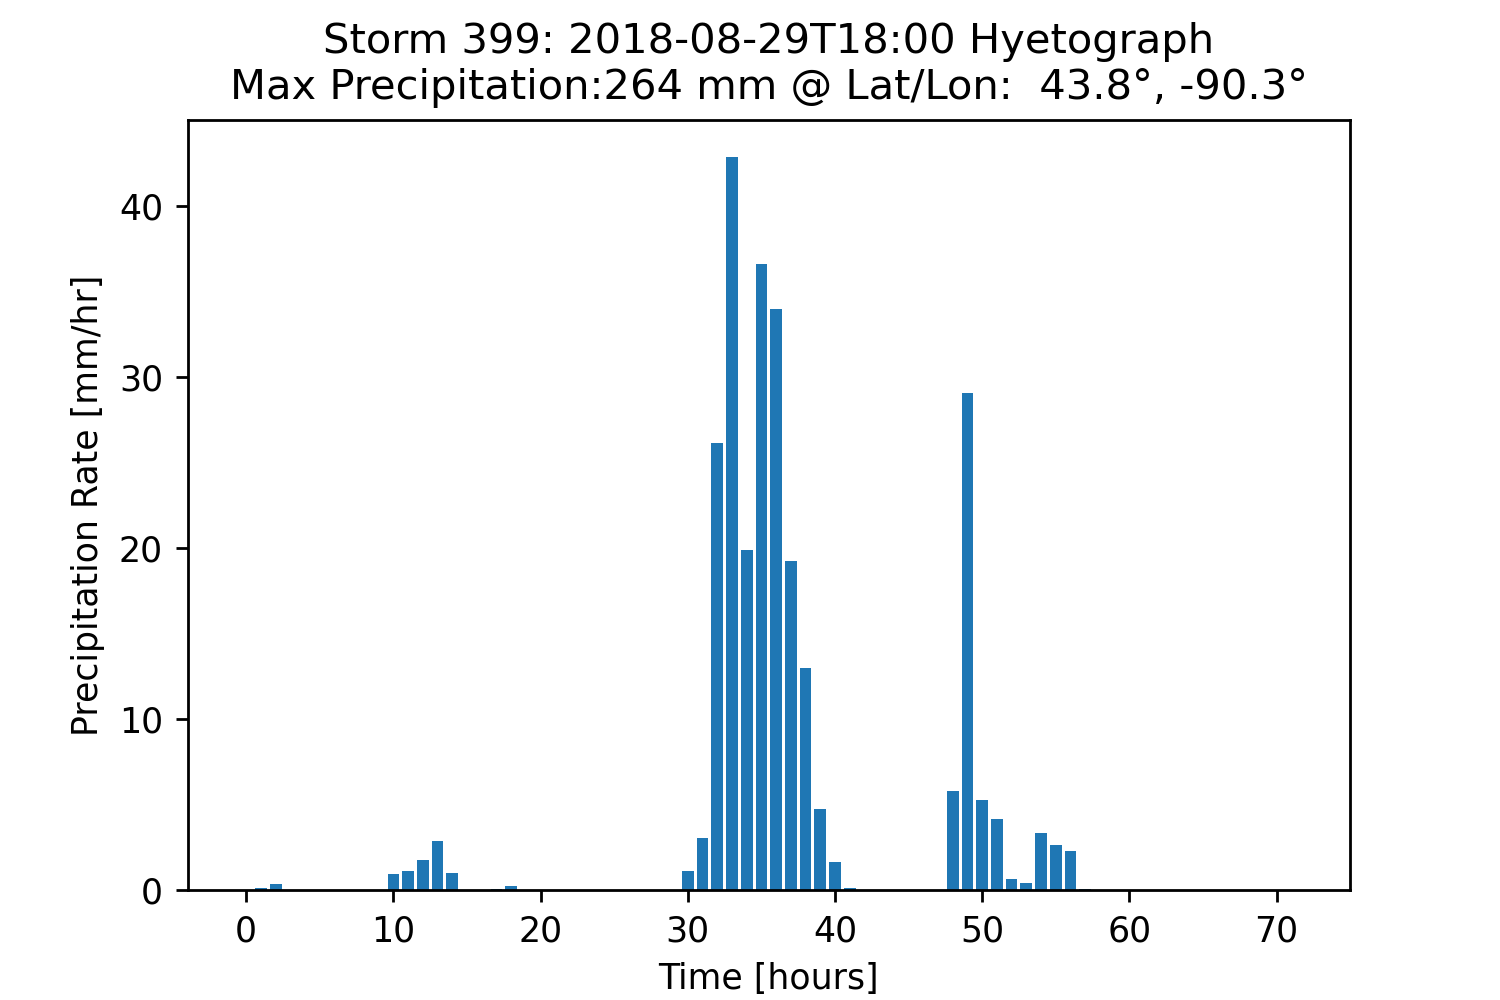 Storm 399: 2018-08-29T18:00 Hyetograph
Max Precipitation:264 mm @ Lat/Lon:  43.8°, -90.3°
Precipitation Rate [mm/hr]
40
30
20
10
0
0 10 20 30 40 50 60 70
Time [hours]